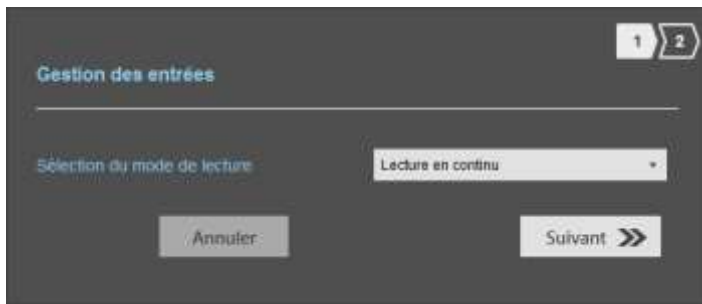 1 2
Gestion des entrées
Sélection du mode de lecture Lecture en continu
Annuler Suivant